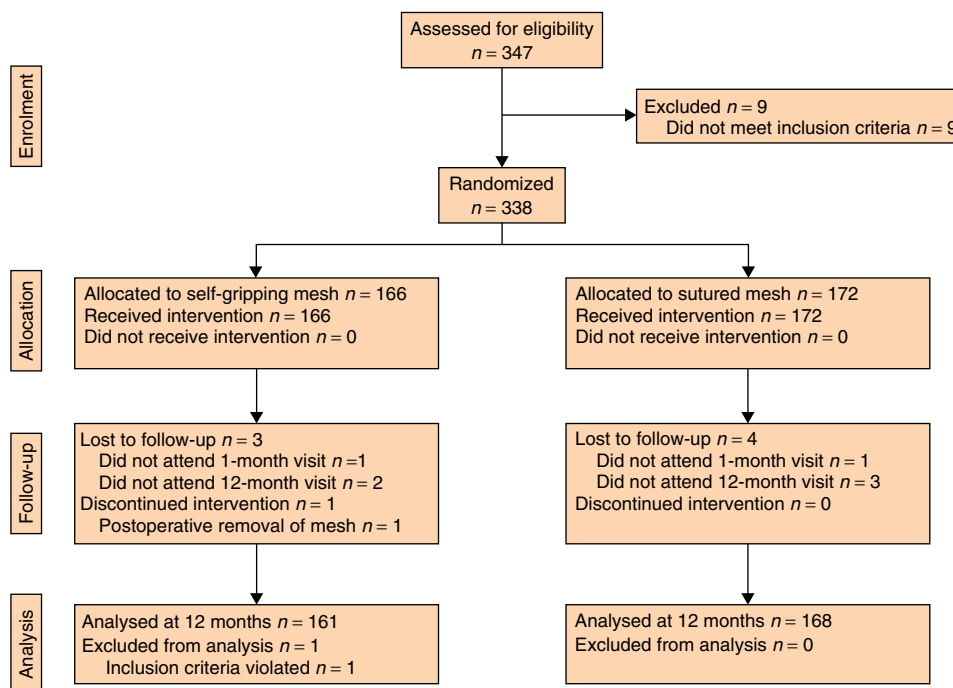 Assessed for eligibility
n = 347
Enrolment
Excluded n = 9
Did not meet inclusion criteria n = 9
Randomized
n = 338
Allocation
Allocated to self-gripping mesh n = 166
Received intervention n = 166
Did not receive intervention n = 0
Allocated to sutured mesh n = 172
Received intervention n = 172
Did not receive intervention n = 0
Follow-up
Lost to follow-up n = 3
Did not attend 1-month visit n =1
Did not attend 12-month visit n = 2
Discontinued intervention n = 1
Postoperative removal of mesh n = 1
Lost to follow-up n = 4
Did not attend 1-month visit n = 1
Did not attend 12-month visit n = 3
Discontinued intervention n = 0
Analysis
Analysed at 12 months n = 161
Excluded from analysis n = 1
Inclusion criteria violated n = 1
Analysed at 12 months n = 168
Excluded from analysis n = 0